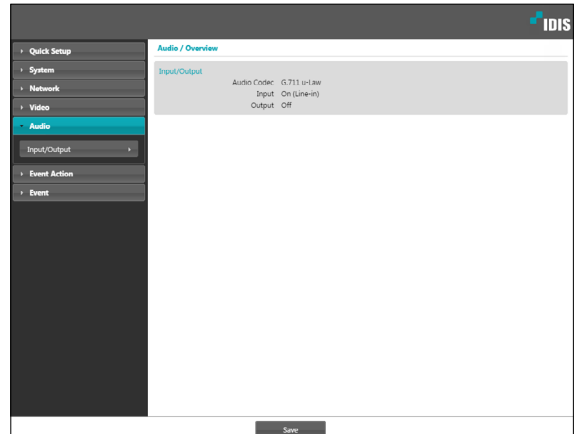 IDIS
Quick Setup
System
Network
Video
Audio
Input/Output
Event Action
Event
Audio / Overview
Input/Output
Audio Codec G.711 u-Law
Input On (Line-in)
Output Off
Save